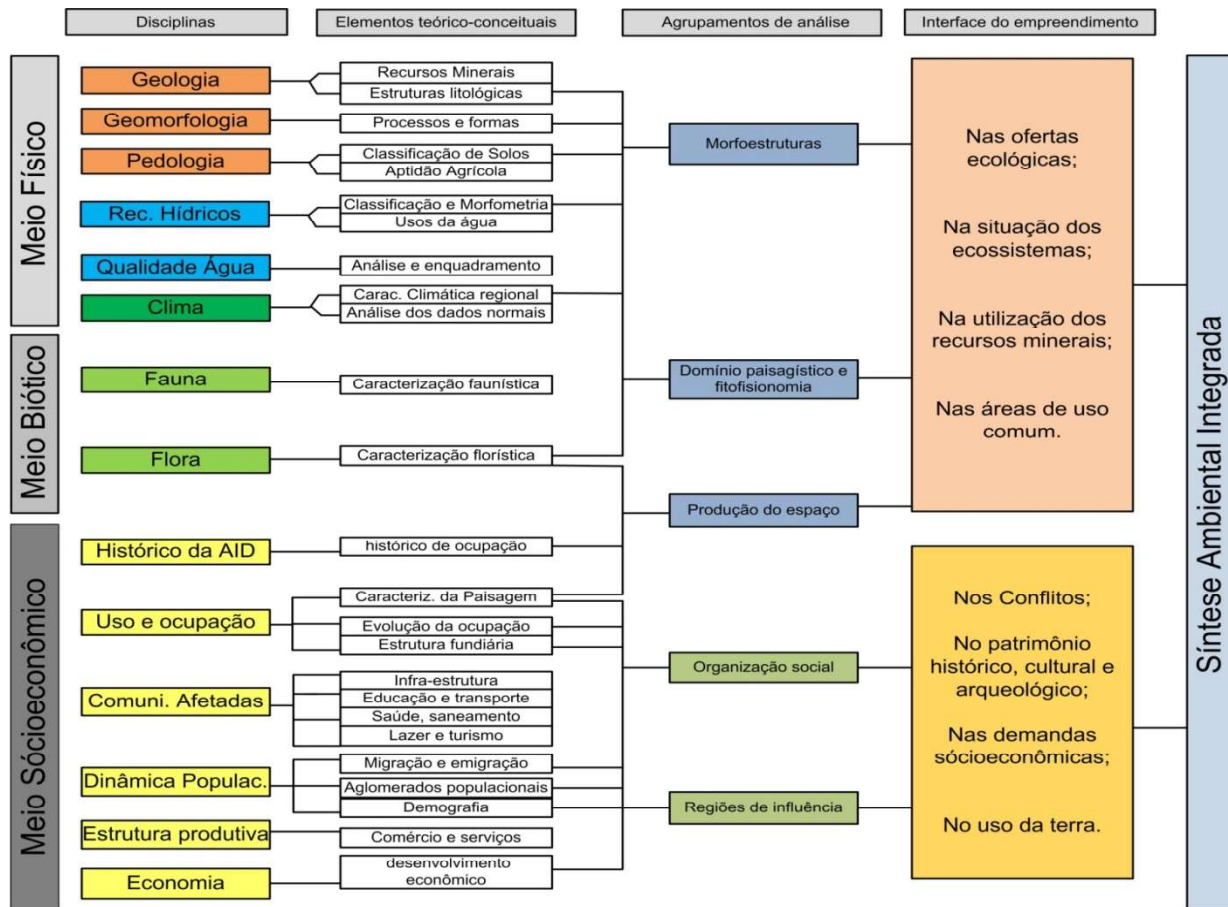 Disciplinas
Elementos teórico-conceituais
Agrupamentos de análise
Interface do empreendimento
Meio Físico
Geologia
Recursos Minerais
Estruturas litológicas
Geomorfologia
Processos e formas
Pedologia
Classificação de Solos
Aptidão Agrícola
Rec. Hídricos
Classificação e Morfometria
Usos da água
Qualidade Água
Análise e enquadramento
Clima
Carac. Climática regional
Análise dos dados normais
Meio Biótico
Fauna
Caracterização faunística
Flora
Caracterização florística
Meio Sócioeconômico
Histórico da AID
histórico de ocupação
Uso e ocupação
Caracteriz. da Paisagem
Evolução da ocupação
Estrutura fundiária
Comuni. Afetadas
Infra-estrutura
Educação e transporte
Saúde, saneamento
Lazer e turismo
Dinâmica Populac.
Migração e emigração
Aglomerados populacionais
Demografia
Estrutura produtiva
Comércio e serviços
Economia
desenvolvimento
econômico
Morfoestruturas
Domínio paisagístico e
fitofisionomia
Produção do espaço
Organização social
Regiões de influência
Nas ofertas
ecológicas;
Na situação dos
ecossistemas;
Na utilização dos
recursos minerais;
Nas áreas de uso
comum.
Nos Conflitos;
No patrimônio
histórico, cultural e
arqueológico;
Nas demandas
sócioeconômicas;
No uso da terra.
Síntese Ambiental Integrada